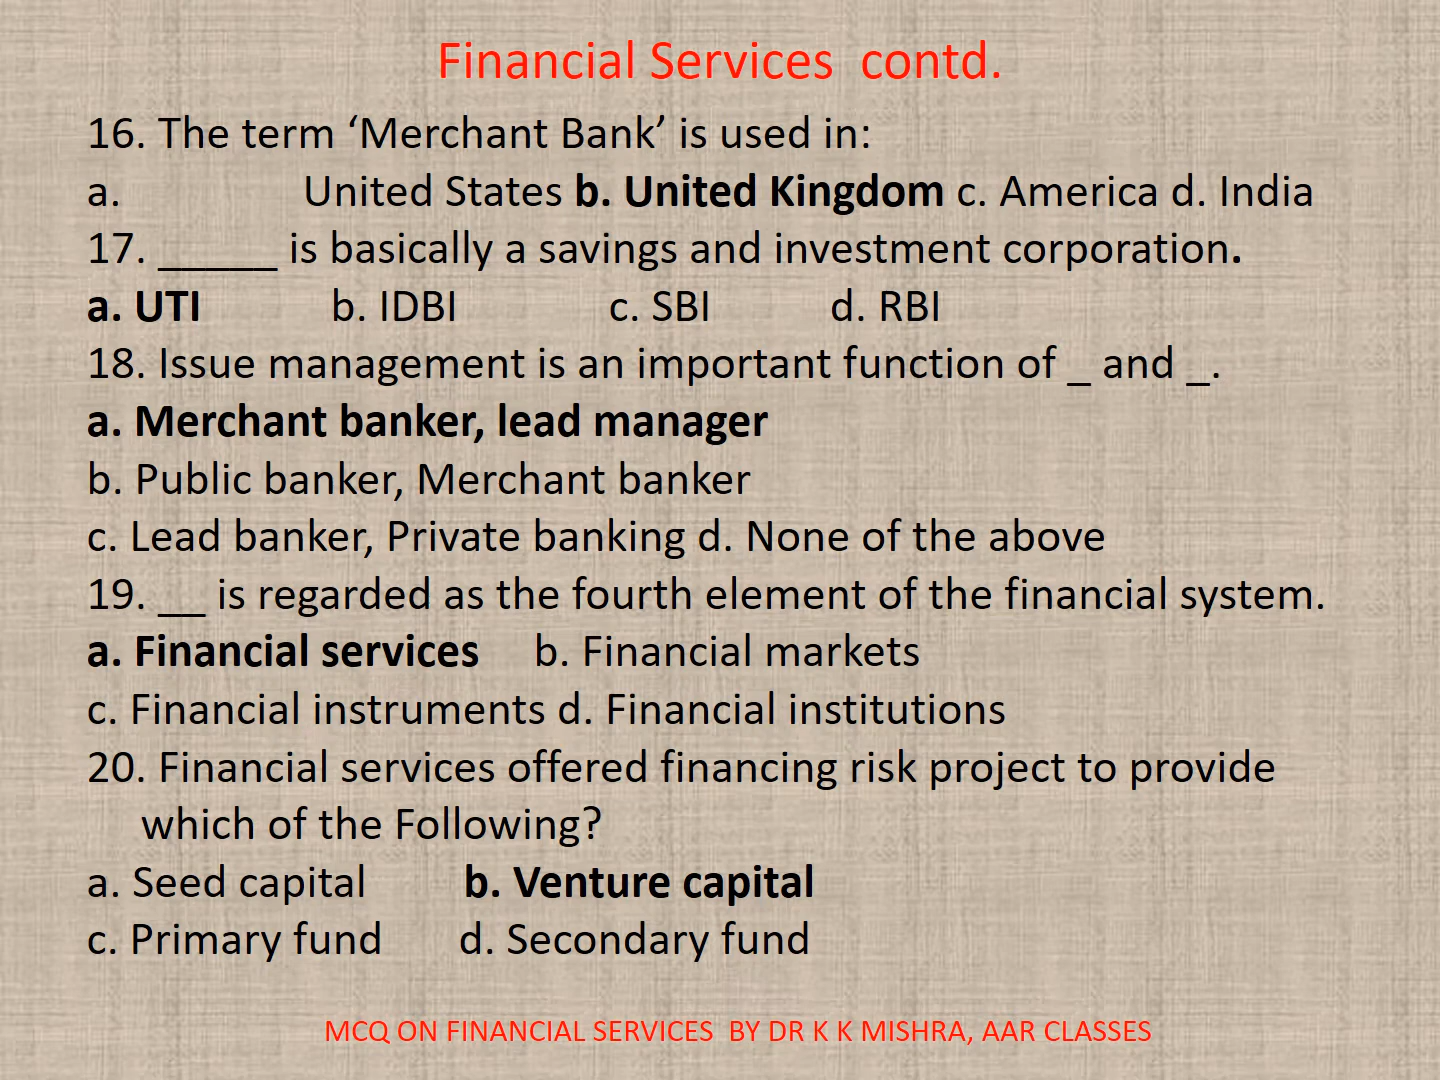 Financial Services contd.
16. The term ‘Merchant Bank’ is used in:
a. United States b. United Kingdom c. America d. India
17. _____ is basically a savings and investment corporation.
a. UTI b. IDBI c. SBI d. RBI
18. Issue management is an important function of _ and _.
a. Merchant banker, lead manager
b. Public banker, Merchant banker
c. Lead banker, Private banking d. None of the above
19. __ is regarded as the fourth element of the financial system.
a. Financial services b. Financial markets
c. Financial instruments d. Financial institutions
20. Financial services offered financing risk project to provide
which of the Following?
a. Seed capital b. Venture capital
c. Primary fund d. Secondary fund
MCQ ON FINANCIAL SERVICES BY DR K K MISHRA, AAR CLASSES